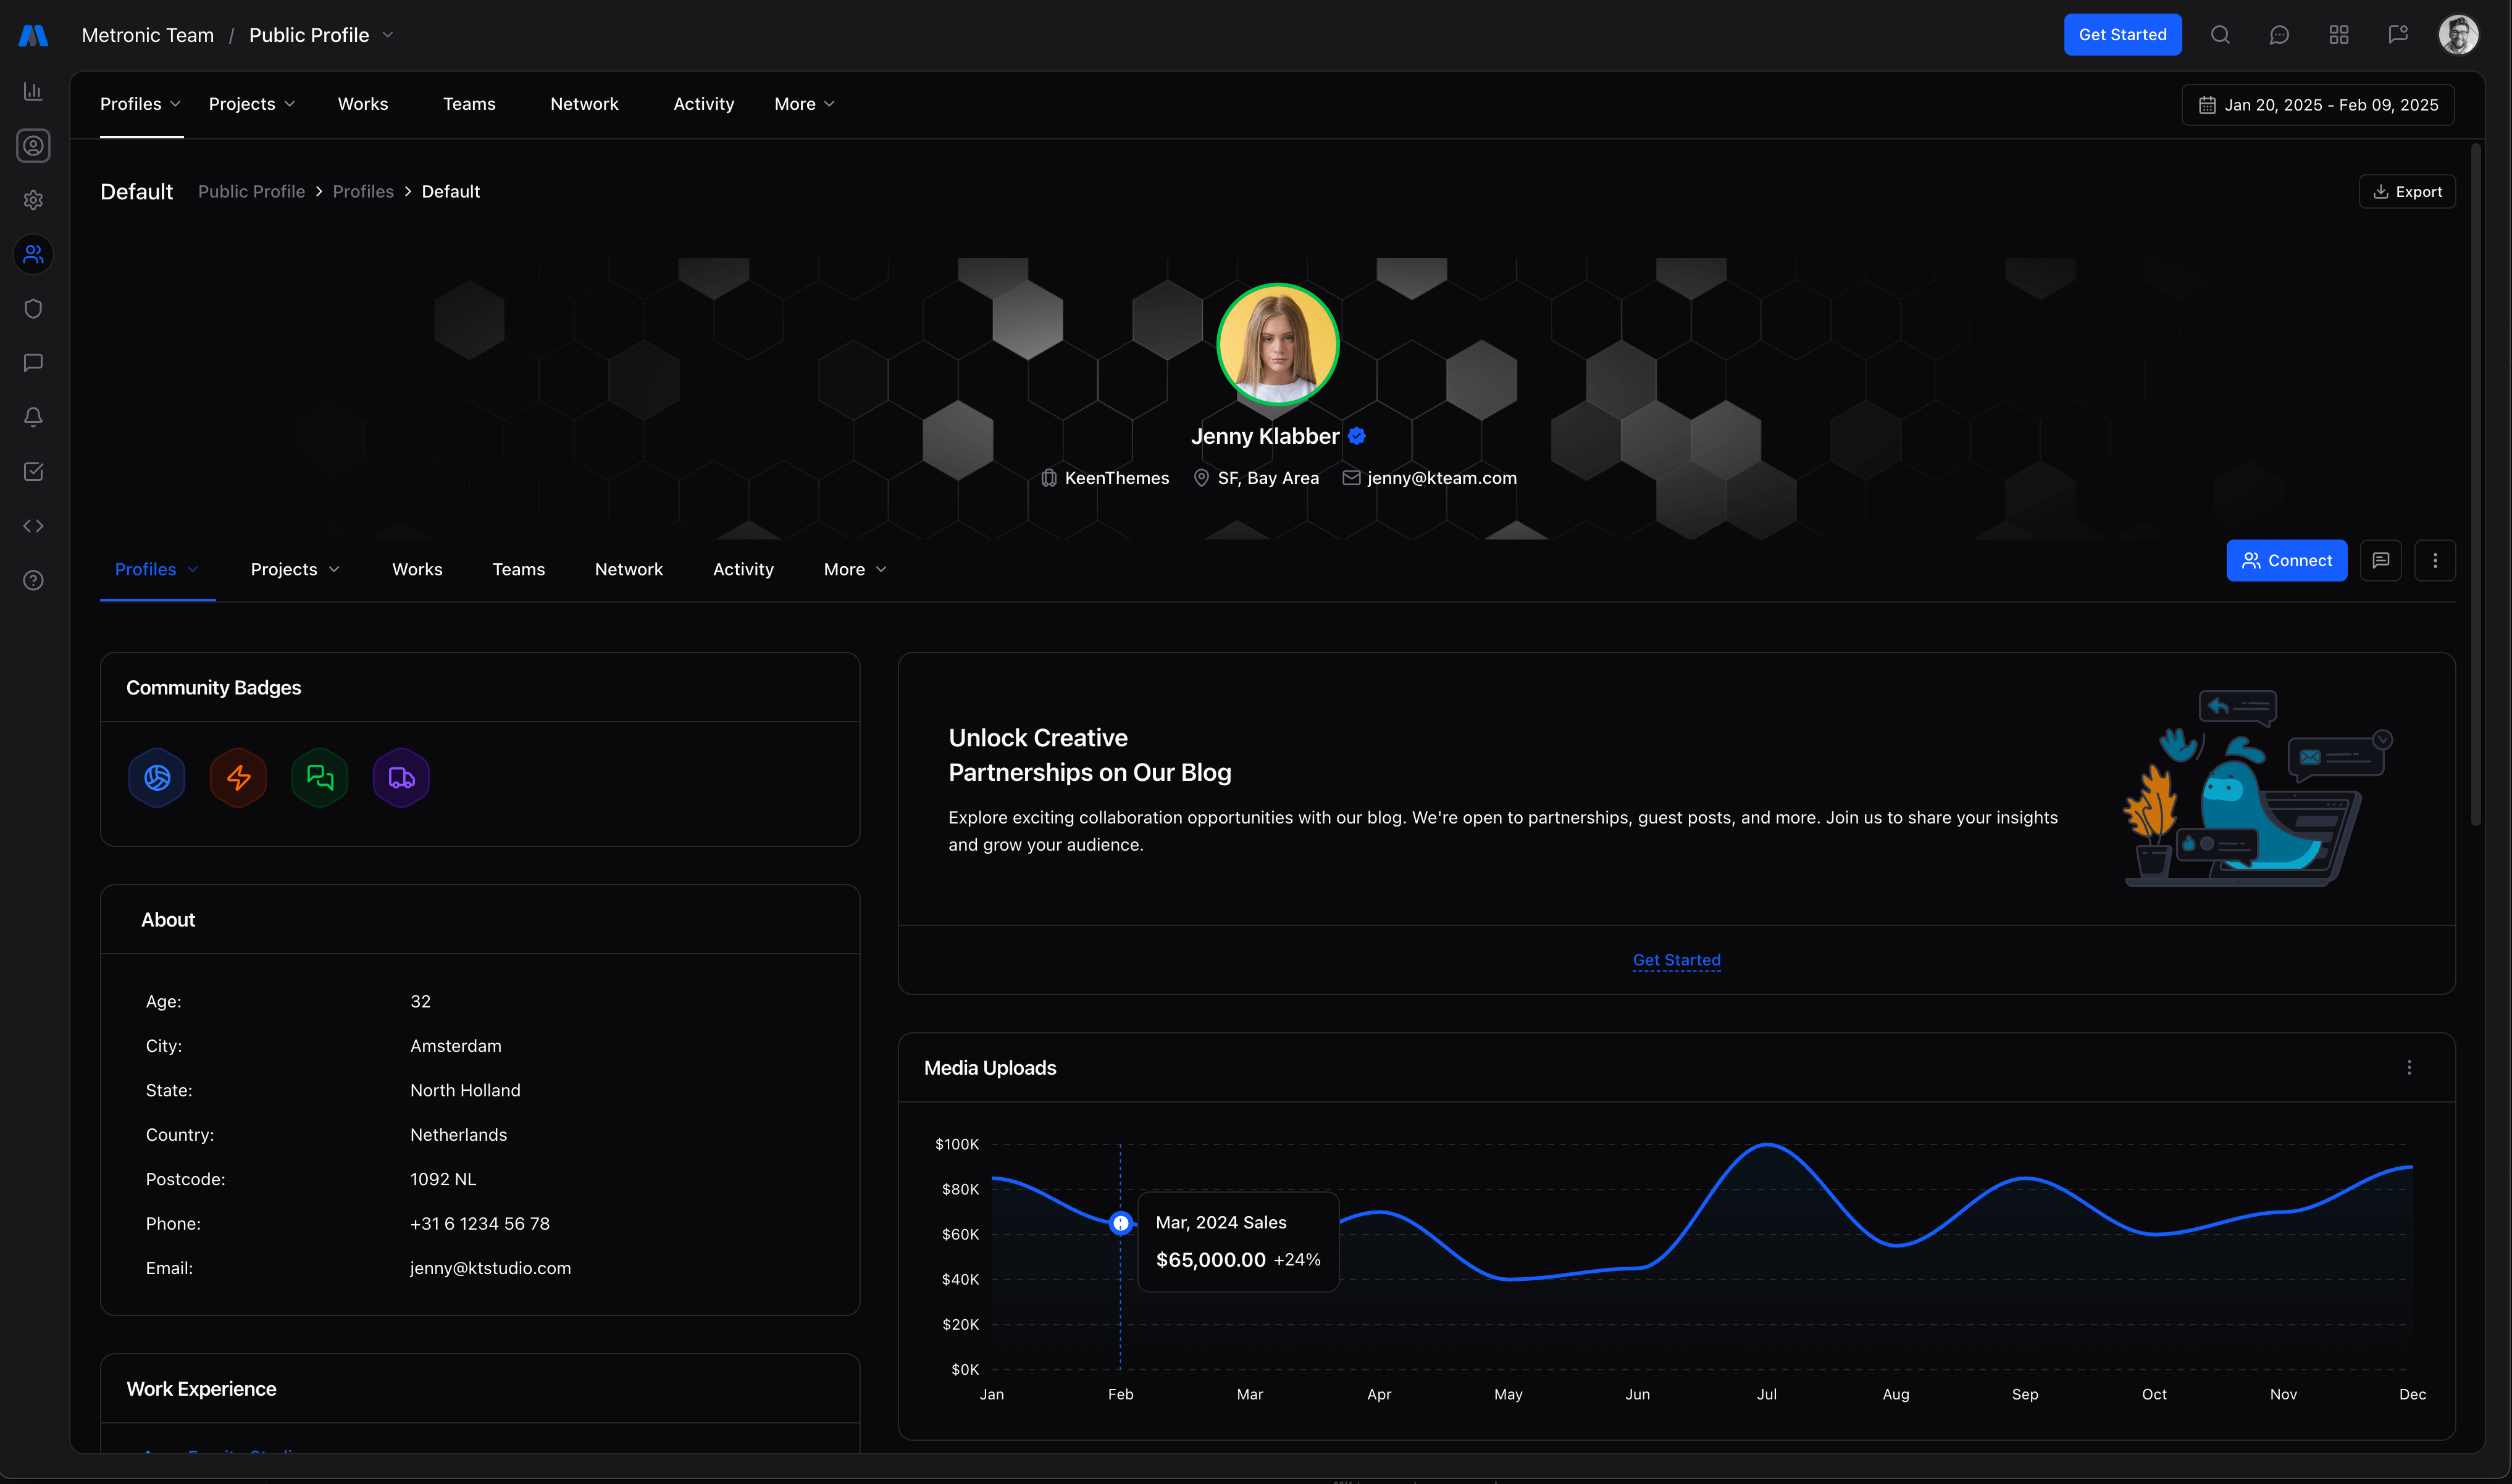 Metronic Team / Public Profile
Get Started
Profiles Projects Works Teams Network Activity More
Jan 20, 2025 - Feb 09, 2025
Default Public Profile > Profiles > Default
Export
Jenny Klabber
KeenThemes SF, Bay Area jenny@kteam.com
Profiles Projects Works Teams Network Activity More
Connect
Community Badges
About
Age: 32
City: Amsterdam
State: North Holland
Country: Netherlands
Postcode: 1092 NL
Phone: +31 6 1234 56 78
Email: jenny@ktstudio.com
Work Experience
Unlock Creative
Partnerships on Our Blog
Explore exciting collaboration opportunities with our blog. We're open to partnerships, guest posts, and more. Join us to share your insights
and grow your audience.
Get Started
Media Uploads
$100K
$80K
$60K
$40K
$20K
$0K
Mar, 2024 Sales
$65,000.00 +24%
Jan Feb Mar Apr May Jun Jul Aug Sep Oct Nov Dec